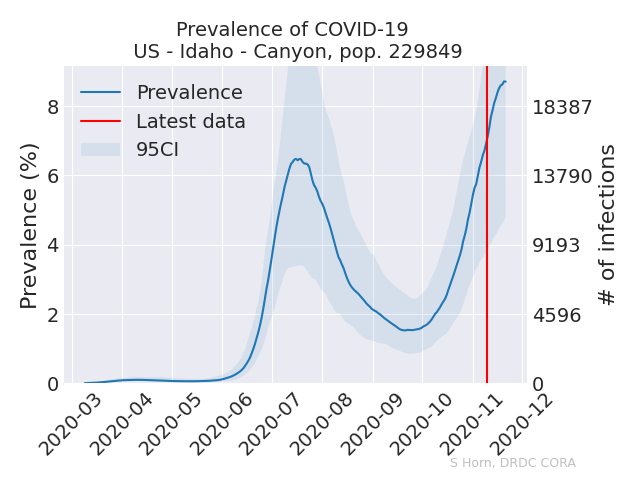 Prevalence of COVID-19
US - Idaho - Canyon, pop. 229849
Prevalence
Latest data
95CI
Prevalence (%)
8
6
4
2
0
18387
13790
9193
4596
0
# of infections
2020-03
2020-04
2020-05
2020-06
2020-07
2020-08
2020-09
2020-10
2020-11
2020-12
S Horn, DRDC CORA